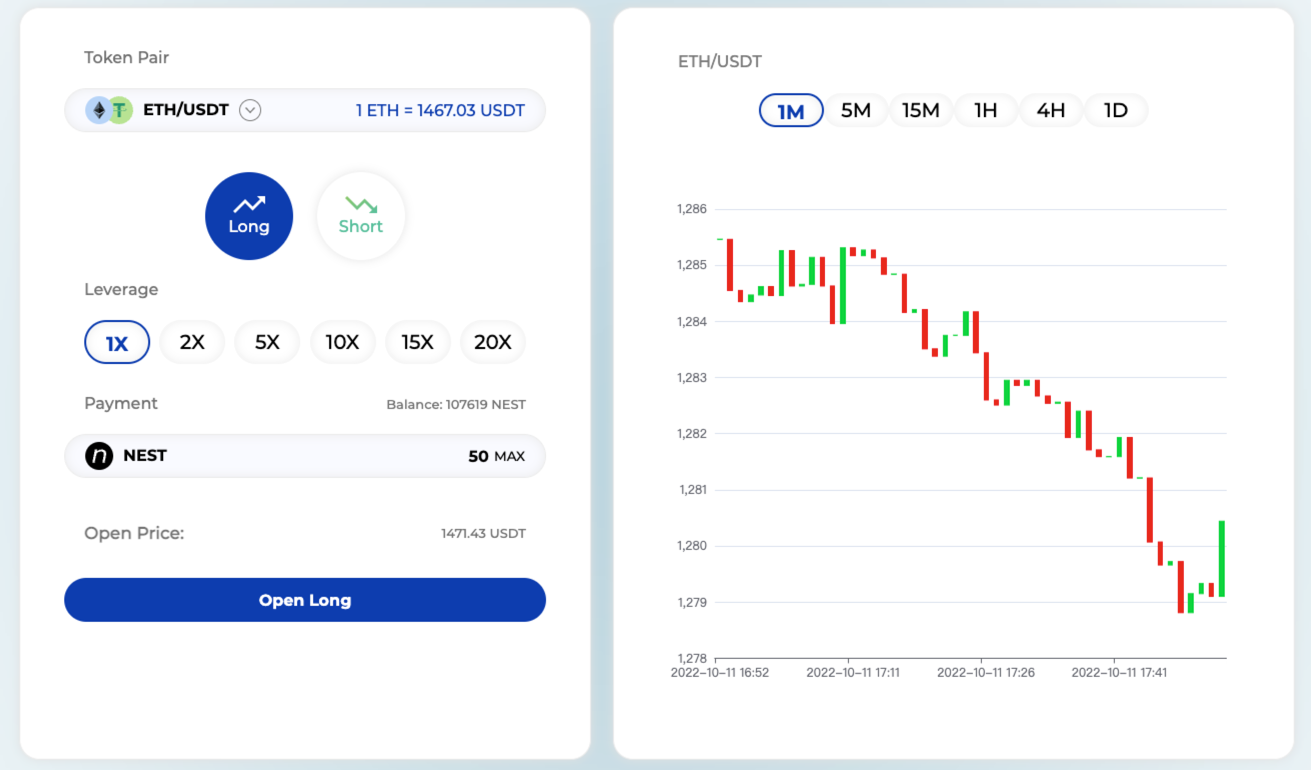 Token Pair
ETH/USDT 1 ETH = 1467.03 USDT
Long Short
Leverage
1X 2X 5X 10X 15X 20X
Payment Balance: 107619 NEST
n NEST 50 MAX
Open Price: 1471.43 USDT
Open Long
ETH/USDT
1M 5M 15M 1H 4H 1D
1,286
1,285
1,284
1,283
1,282
1,281
1,280
1,279
1,278
2022-10-11 16:52 2022-10-11 17:11 2022-10-11 17:26 2022-10-11 17:41